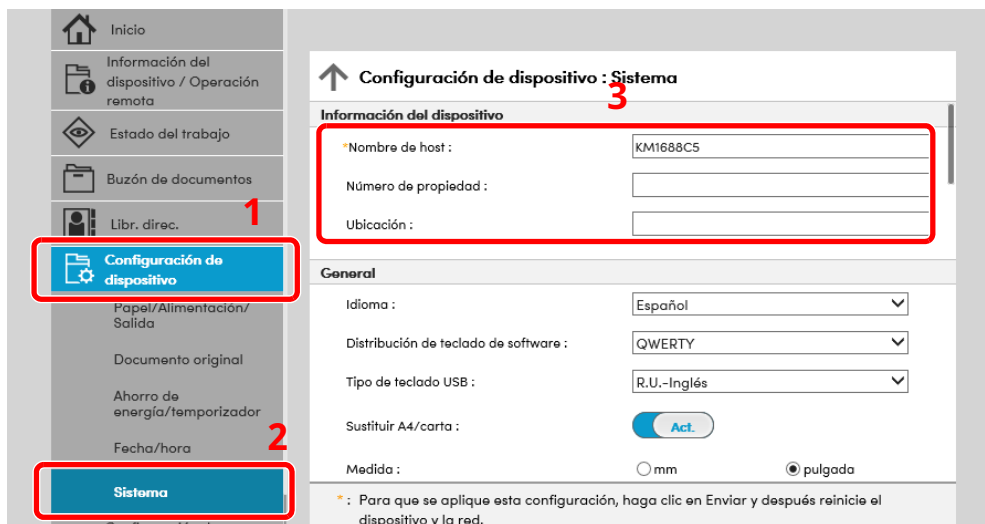 Inicio
Información del
dispositivo / Operación
remota
Estado del trabajo
Buzón de documentos
1
Libr. direc.
Configuración de
dispositivo
Papel/Alimentación/
Salida
Documento original
Ahorro de
energía/temporizador
2
Fecha/hora
Sistema
Configuración de dispositivo : Sistema
3
Información del dispositivo
*Nombre de host : KM1688C5
Número de propiedad :
Ubicación :
General
Idioma : Español
Distribución de teclado de software : QWERTY
Tipo de teclado USB : R.U.-Inglés
Sustituir A4/carta : Act.
Medida : mm pulgada
* : Para que se aplique esta configuración, haga clic en Enviar y después reinicie el
dispositivo y la red.